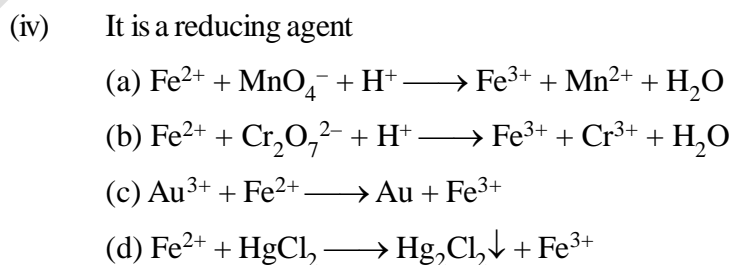 (iv) It is a reducing agent
(a) Fe²⁺ + MnO₄⁻ + H⁺ ⟶ Fe³⁺ + Mn²⁺ + H₂O
(b) Fe²⁺ + Cr₂O₇²⁻ + H⁺ ⟶ Fe³⁺ + Cr³⁺ + H₂O
(c) Au³⁺ + Fe²⁺ ⟶ Au + Fe³⁺
(d) Fe²⁺ + HgCl₂ ⟶ Hg₂Cl₂↓ + Fe³⁺